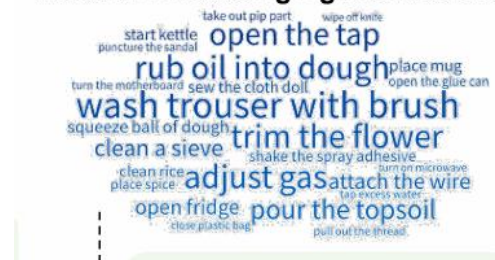 take out pip part
wipe off knife
start kettle
open the tap
puncture the sandal
rub oil into dough
place mug
open the glue can
turn the motherboard
sew the cloth doll
wash trouser with brush
squeeze ball of dough
trim the flower
clean a sieve
shake the spray adhesive
turn on microwave
clean rice
place spice
adjust gas
attach the wire
tap excess water
open fridge
pour the topsoil
close plastic bag
pull out the thread